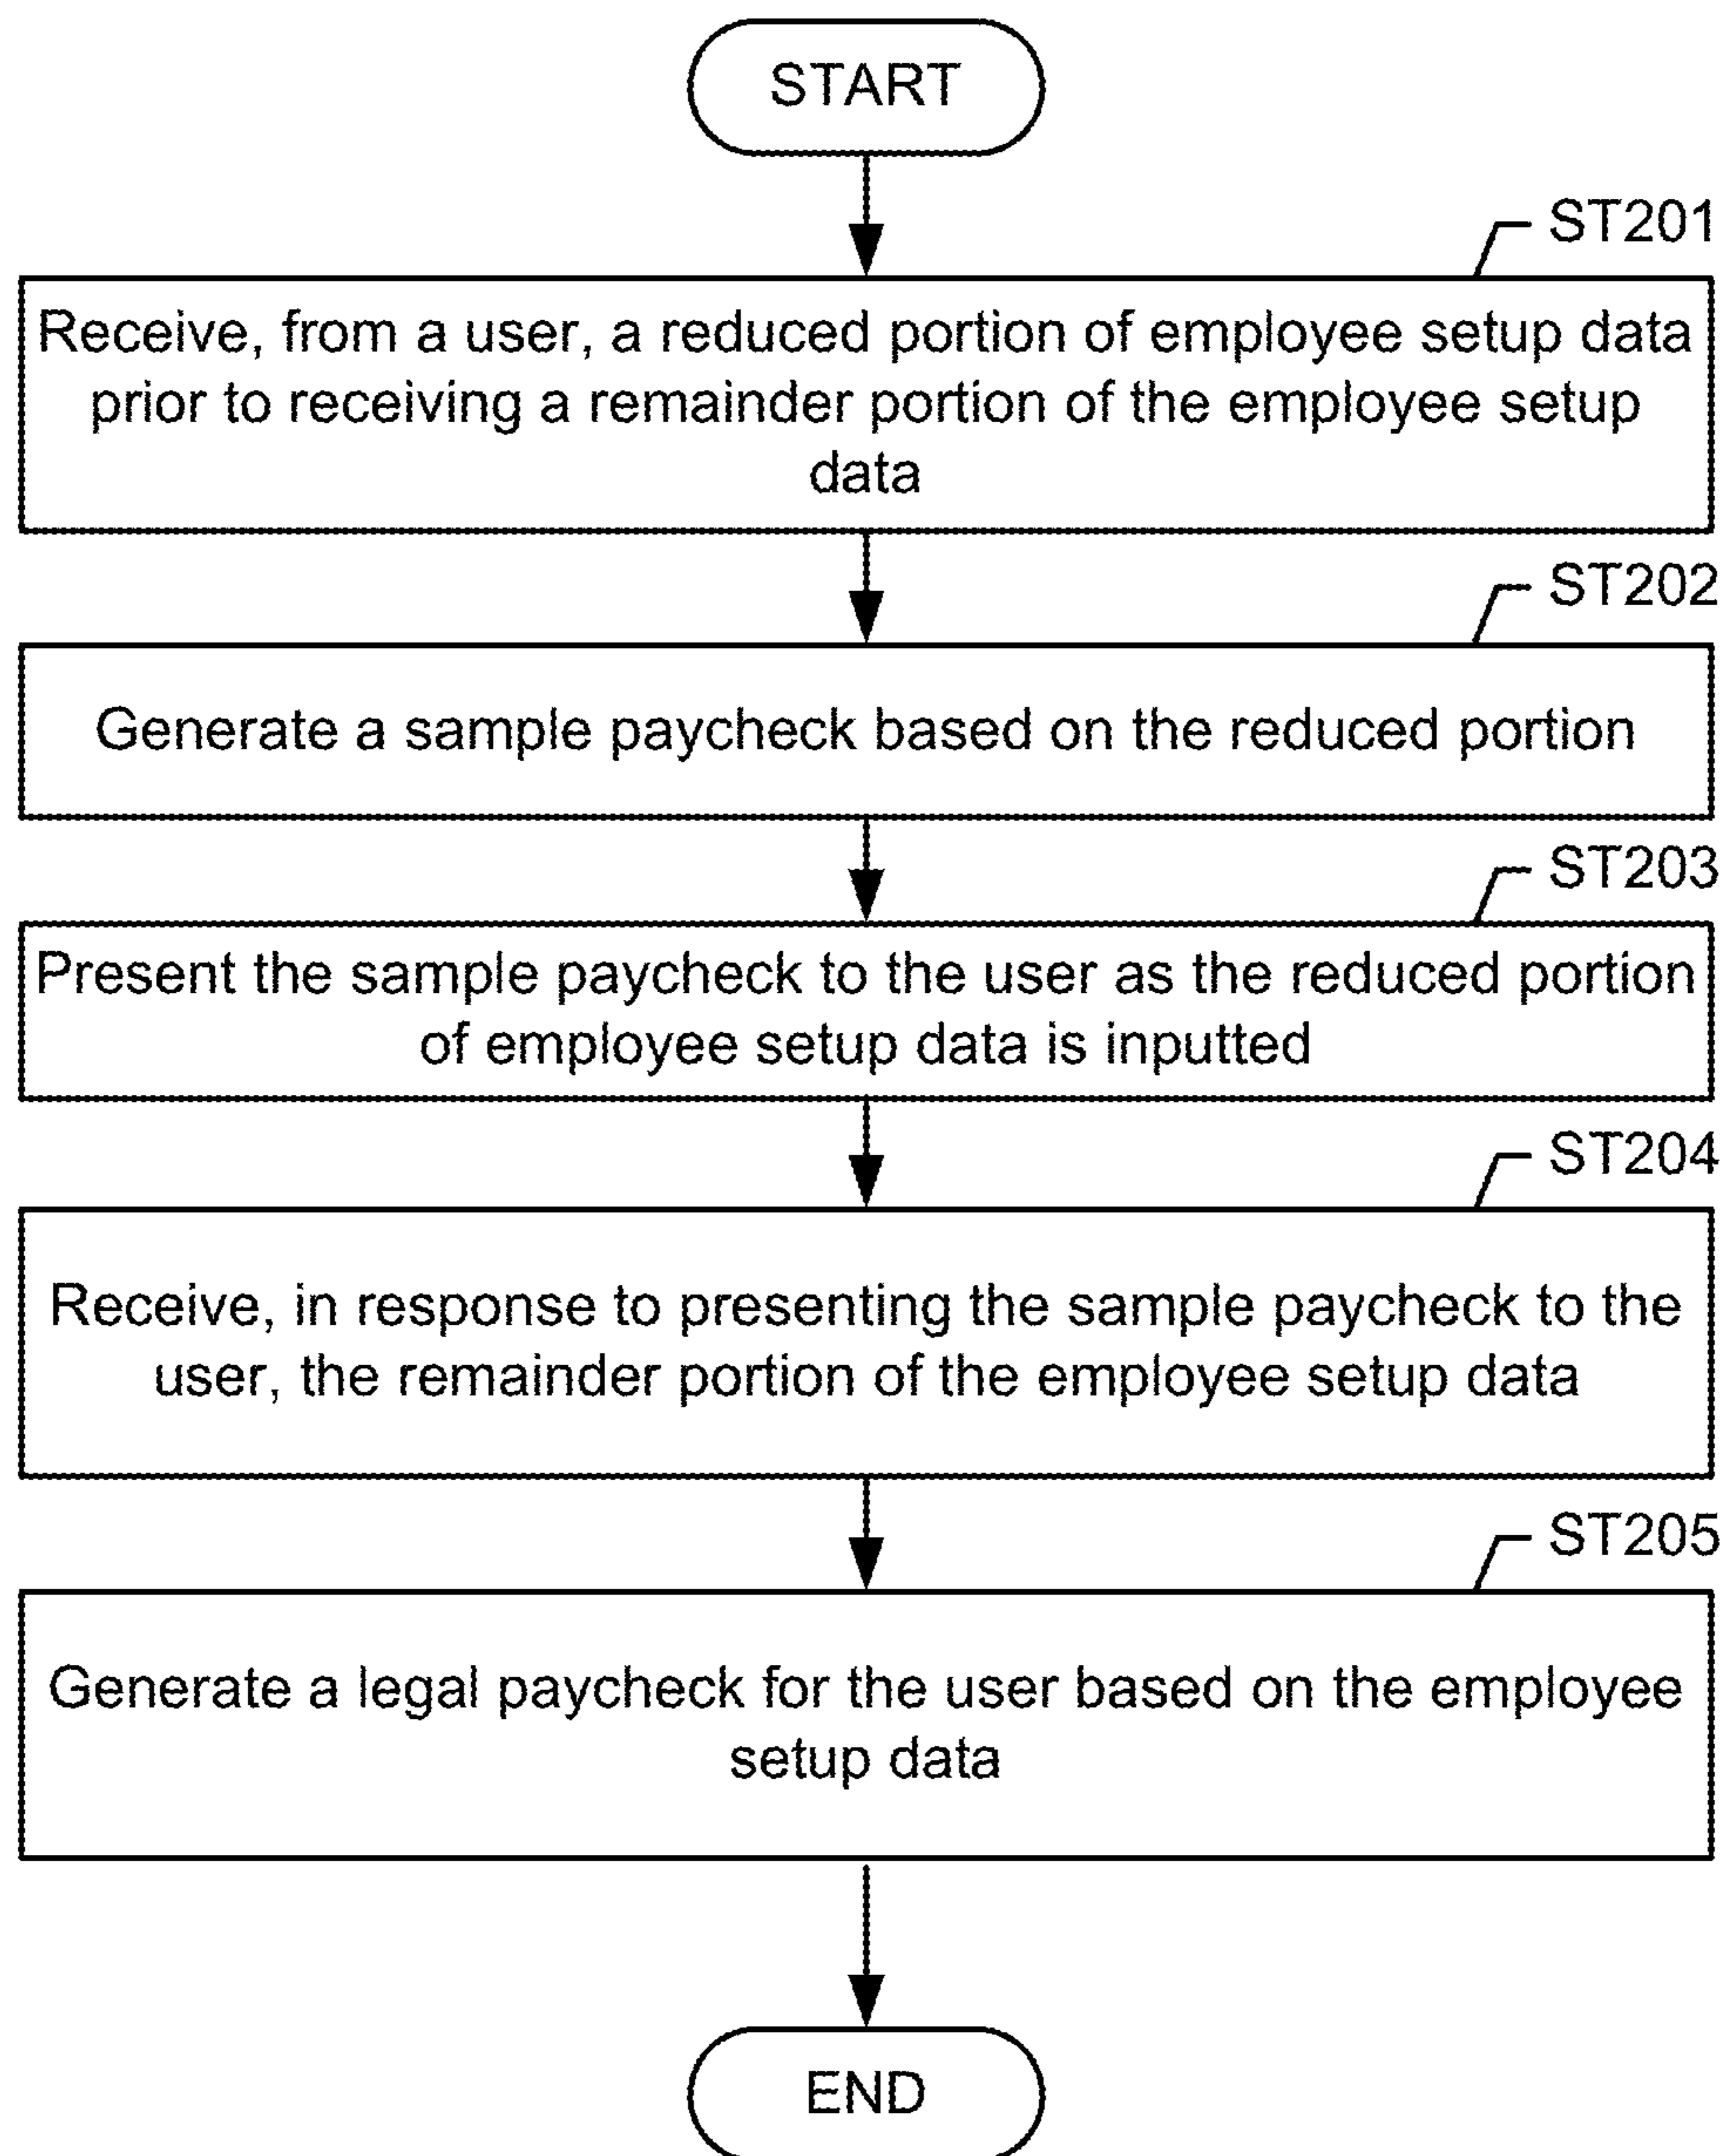 START
ST201
Receive, from a user, a reduced portion of employee setup data
prior to receiving a remainder portion of the employee setup
data
ST202
Generate a sample paycheck based on the reduced portion
ST203
Present the sample paycheck to the user as the reduced portion
of employee setup data is inputted
ST204
Receive, in response to presenting the sample paycheck to the
user, the remainder portion of the employee setup data
ST205
Generate a legal paycheck for the user based on the employee
setup data
END